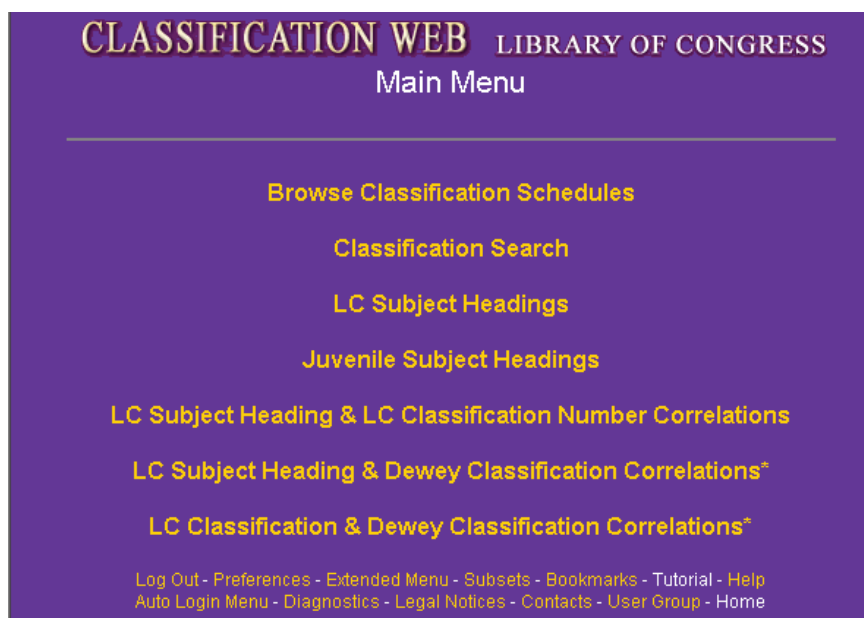 CLASSIFICATION WEB LIBRARY OF CONGRESS
Main Menu
Browse Classification Schedules
Classification Search
LC Subject Headings
Juvenile Subject Headings
LC Subject Heading & LC Classification Number Correlations
LC Subject Heading & Dewey Classification Correlations*
LC Classification & Dewey Classification Correlations*
Log Out - Preferences - Extended Menu - Subsets - Bookmarks - Tutorial - Help
Auto Login Menu - Diagnostics - Legal Notices - Contacts - User Group - Home